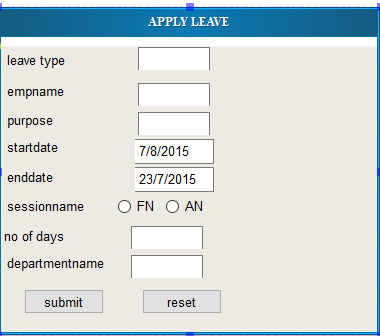 APPLY LEAVE
leave type
empname
purpose
startdate 7/8/2015
enddate 23/7/2015
sessionname FN AN
no of days
departmentname
submit reset